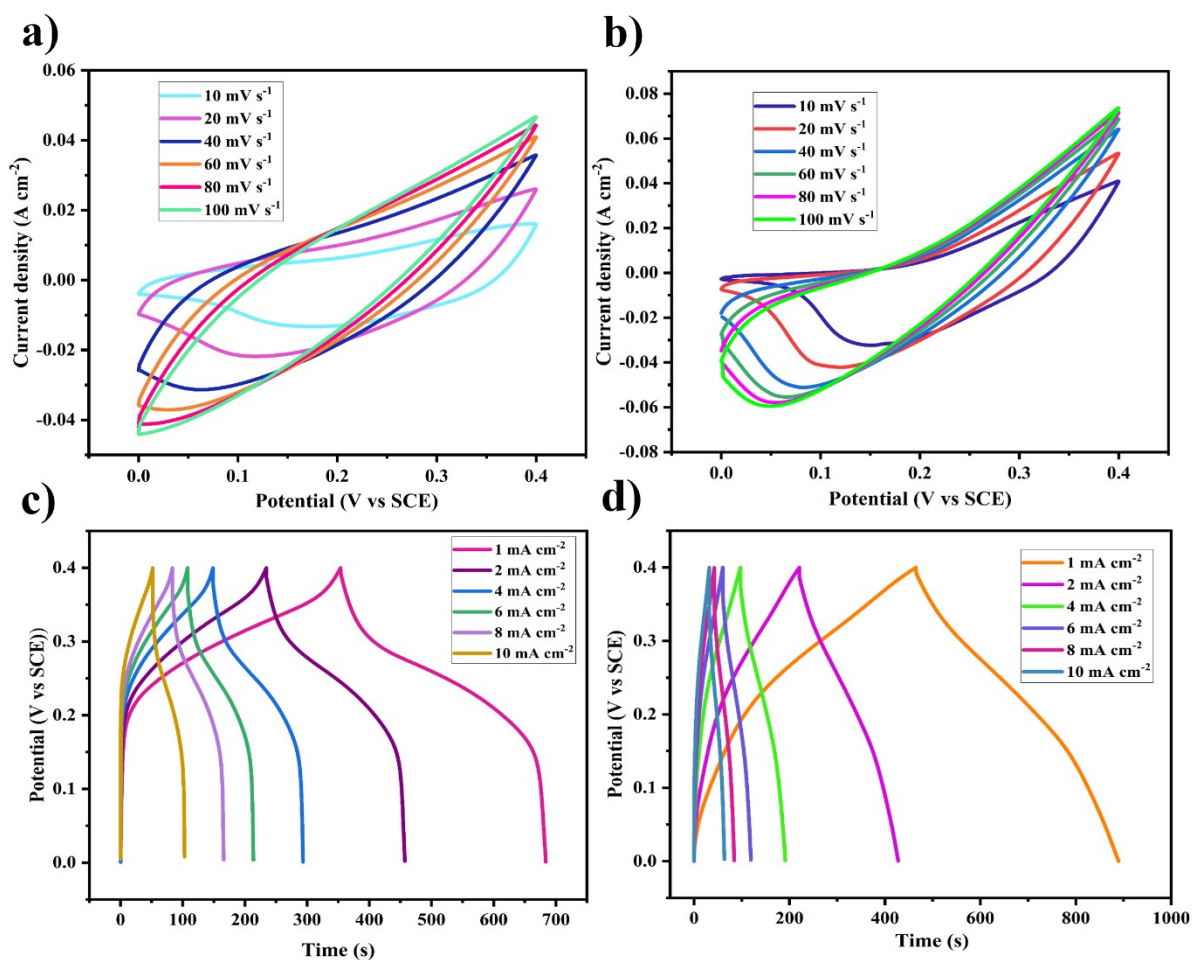 a)
0.06
0.04
0.02
0.00
-0.02
-0.04
Current density (A cm⁻²)
10 mV s⁻¹
20 mV s⁻¹
40 mV s⁻¹
60 mV s⁻¹
80 mV s⁻¹
100 mV s⁻¹
0.0 0.1 0.2 0.3 0.4
Potential (V vs SCE)
b)
0.08
0.06
0.04
0.02
0.00
-0.02
-0.04
-0.06
-0.08
Current density (A cm⁻²)
10 mV s⁻¹
20 mV s⁻¹
40 mV s⁻¹
60 mV s⁻¹
80 mV s⁻¹
100 mV s⁻¹
0.0 0.1 0.2 0.3 0.4
Potential (V vs SCE)
c)
0.4
0.3
0.2
0.1
0.0
Potential (V vs SCE))
1 mA cm⁻²
2 mA cm⁻²
4 mA cm⁻²
6 mA cm⁻²
8 mA cm⁻²
10 mA cm⁻²
0 100 200 300 400 500 600 700
Time (s)
d)
0.4
0.3
0.2
0.1
0.0
Potential (V vs SCE)
1 mA cm⁻²
2 mA cm⁻²
4 mA cm⁻²
6 mA cm⁻²
8 mA cm⁻²
10 mA cm⁻²
0 200 400 600 800 1000
Time (s)